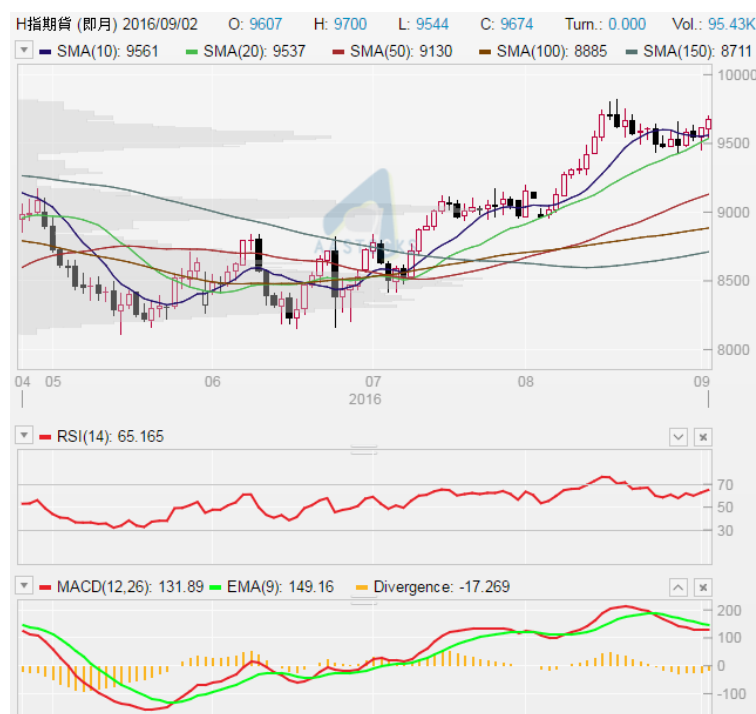 H指期貨 (即月) 2016/09/02 O: 9607 H: 9700 L: 9544 C: 9674 Turn.: 0.000 Vol.: 95.43K
SMA(10): 9561 SMA(20): 9537 SMA(50): 9130 SMA(100): 8885 SMA(150): 8711
10000
9500
9000
8500
8000
04 05 06 07 08 09
2016
RSI(14): 65.165
70
50
30
MACD(12,26): 131.89 EMA(9): 149.16 Divergence: -17.269
200
100
0
-100